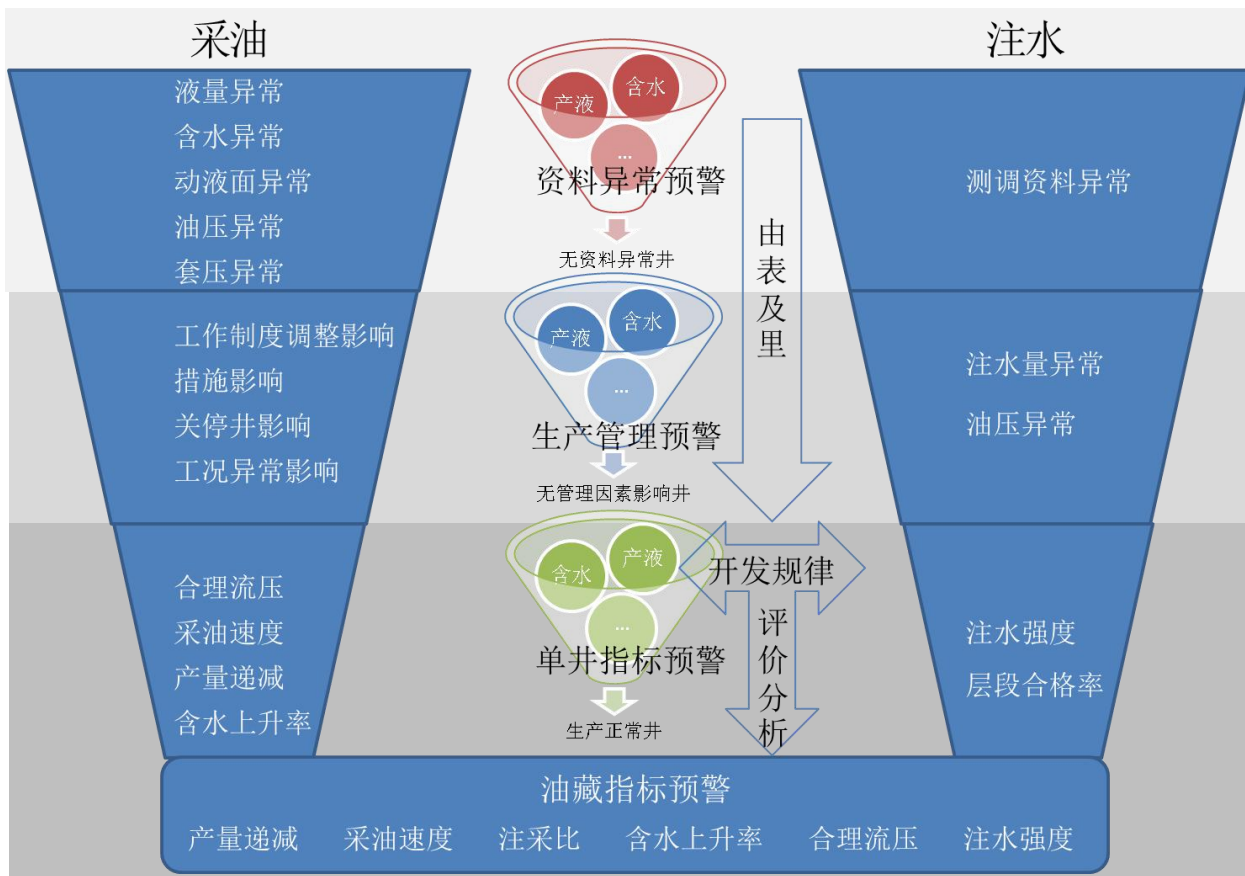 采油
注水
液量异常
含水异常
动液面异常
油压异常
套压异常
产液
含水
...
资料异常预警
无资料异常井
测调资料异常
由表及里
工作制度调整影响
措施影响
关停井影响
工况异常影响
产液
含水
...
生产管理预警
无管理因素影响井
注水量异常
油压异常
合理流压
采油速度
产量递减
含水上升率
含水
产液
...
单井指标预警
生产正常井
开发规律
评价分析
注水强度
层段合格率
油藏指标预警
产量递减 采油速度 注采比 含水上升率 合理流压 注水强度